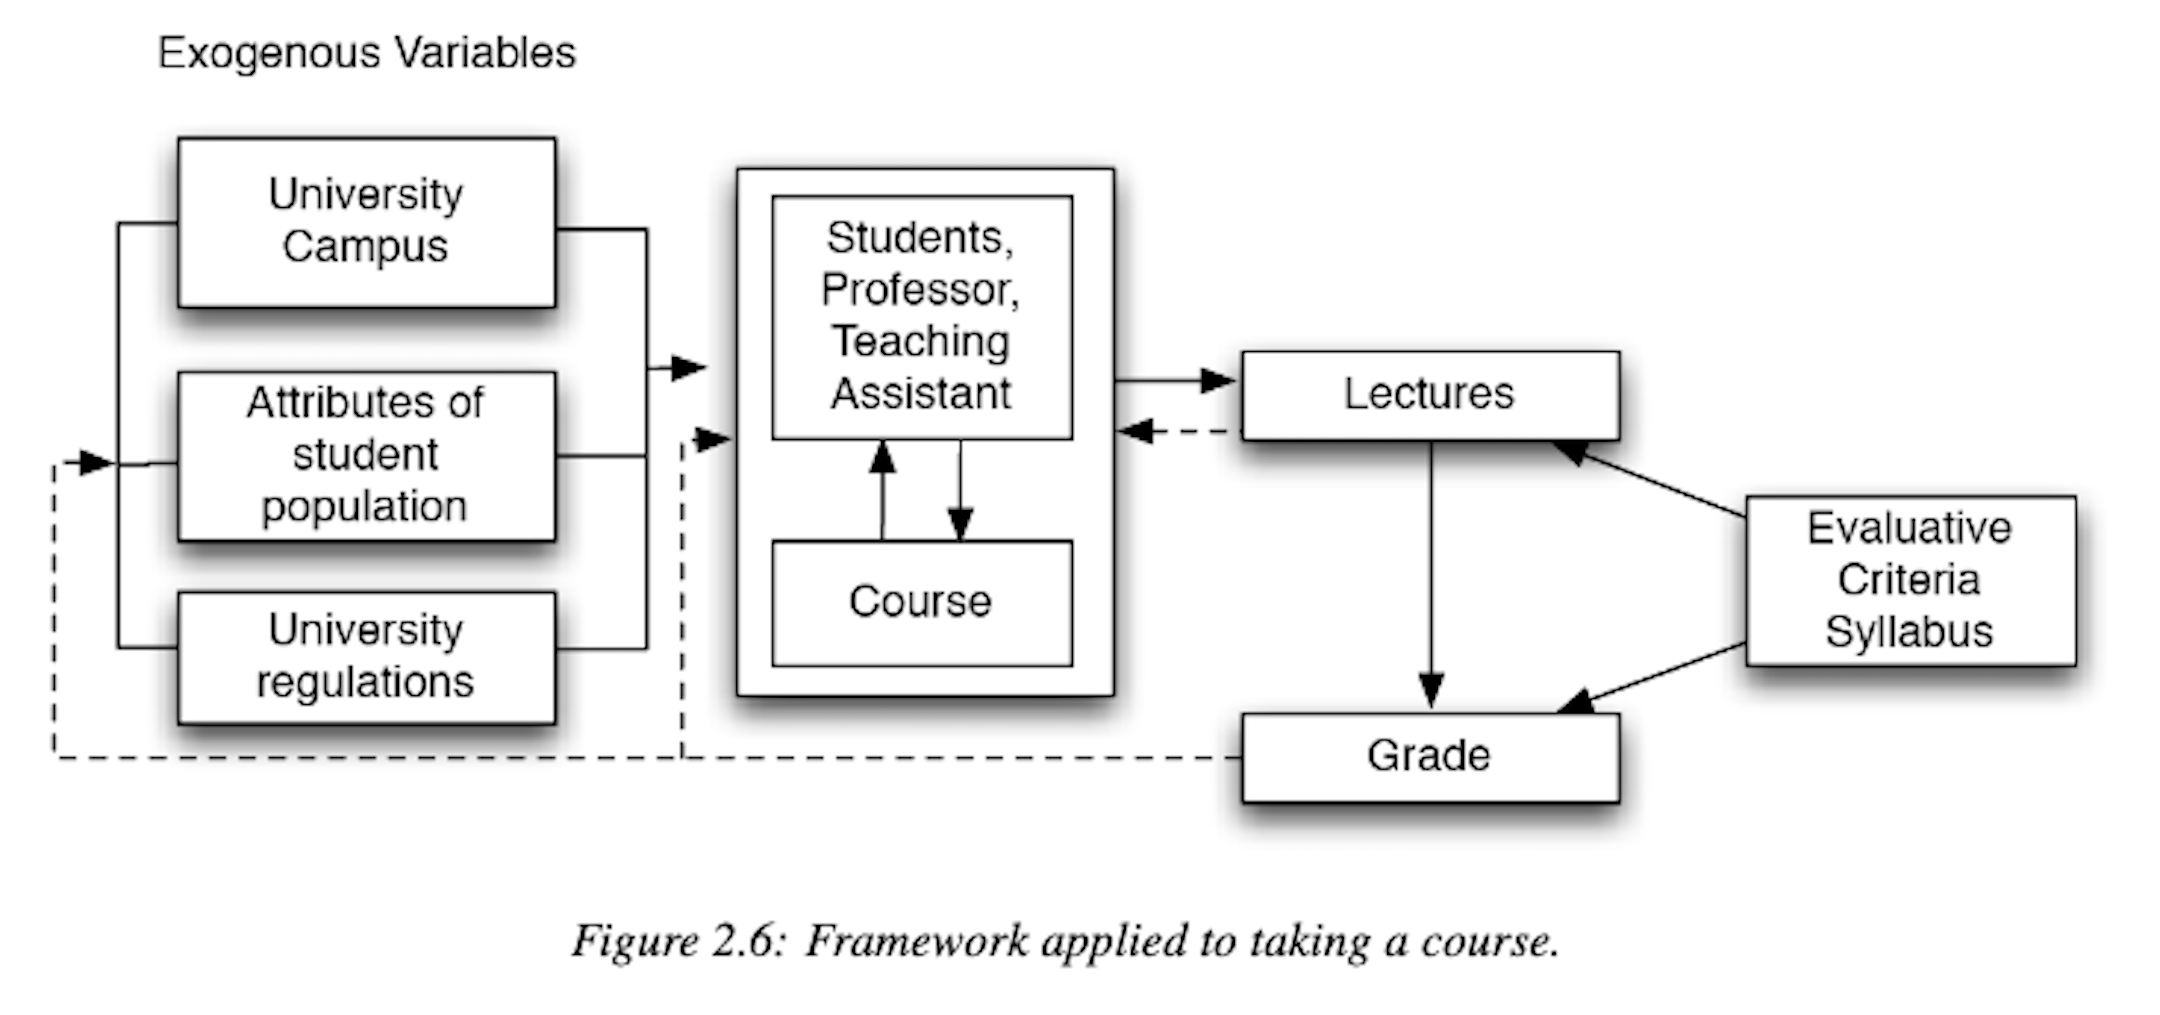 Exogenous Variables
University
Campus
Attributes of
student
population
University
regulations
Students,
Professor,
Teaching
Assistant
Course
Lectures
Evaluative
Criteria
Syllabus
Grade
Figure 2.6: Framework applied to taking a course.